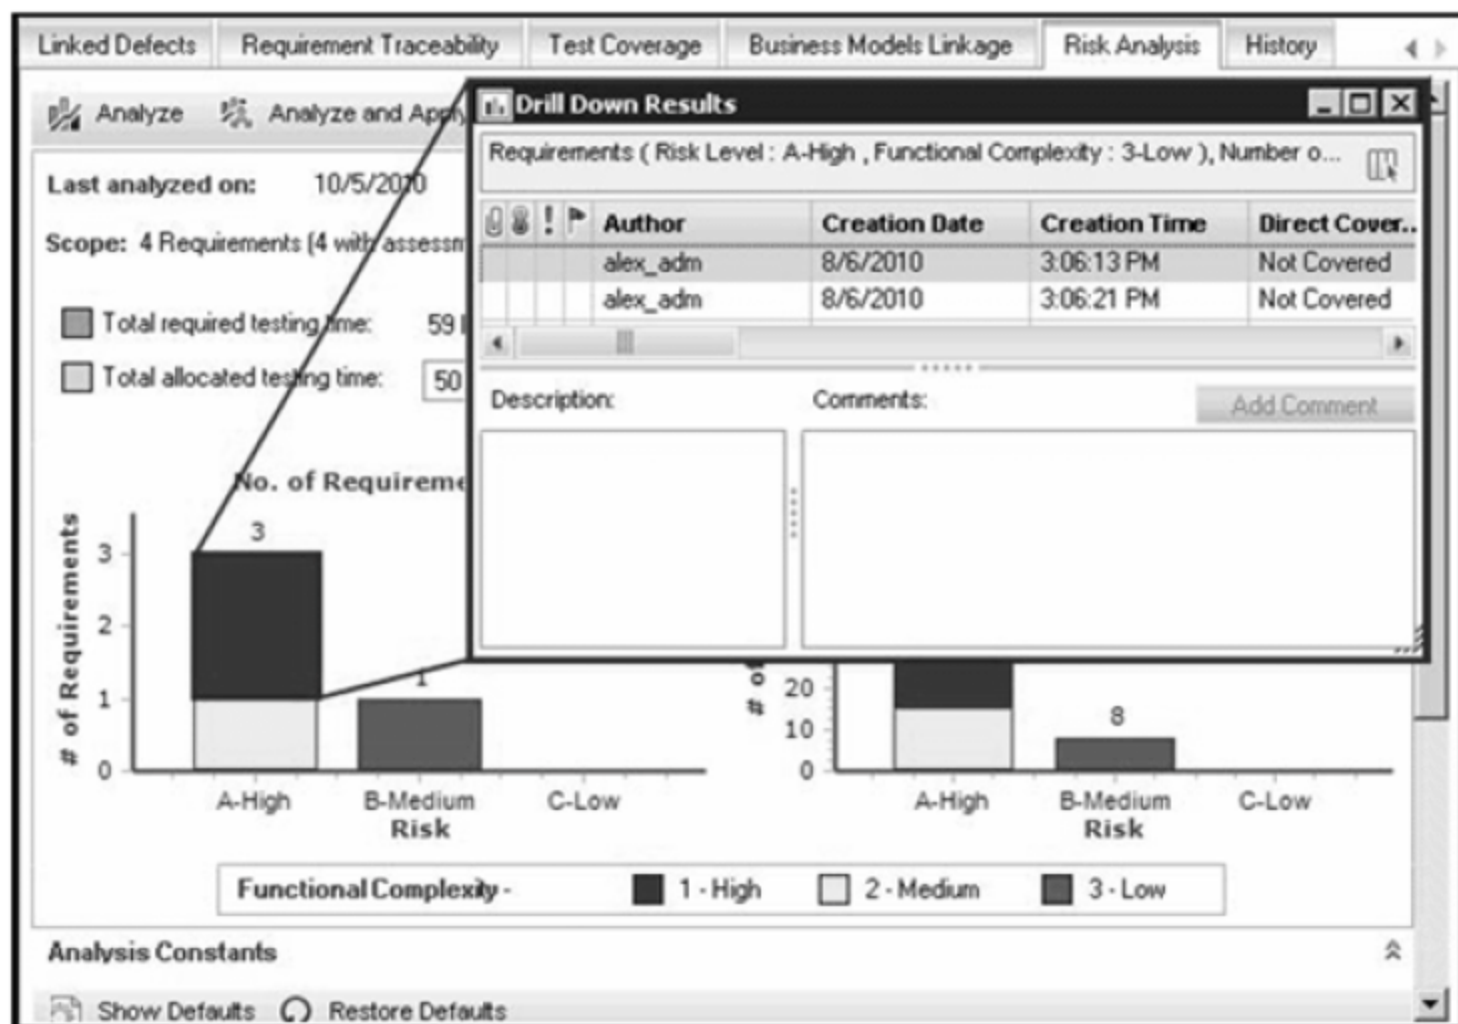 Linked Defects Requirement Traceability Test Coverage Business Models Linkage Risk Analysis History
Analyze Analyze and Apply
Last analyzed on: 10/5/2010
Scope: 4 Requirements (4 with assessm
Total required testing time: 59
Total allocated testing time: 50
Drill Down Results
Requirements ( Risk Level : A-High , Functional Complexity : 3-Low ), Number o...
! Author Creation Date Creation Time Direct Cover..
alex_adm 8/6/2010 3:06:13 PM Not Covered
alex_adm 8/6/2010 3:06:21 PM Not Covered
Description: Comments: Add Comment
No. of Requireme
# of Requirements
3
3
2
1
1
0
A-High B-Medium C-Low
Risk
# of
20
10
0
8
A-High B-Medium C-Low
Risk
Functional Complexity - 1 - High 2 - Medium 3 - Low
Analysis Constants
Show Defaults Restore Defaults